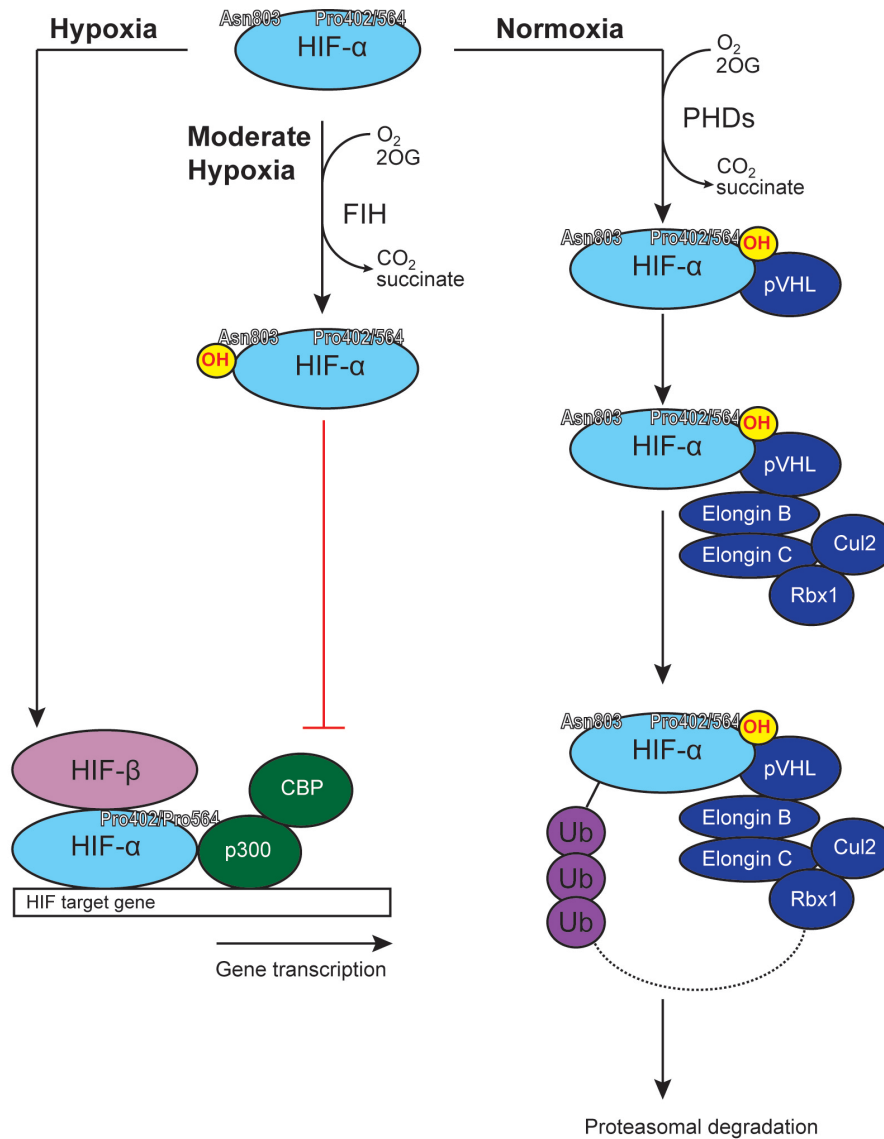 Hypoxia
Asn803 Pro402/564
HIF-α
Normoxia
O2
2OG
PHDs
CO2
succinate
Moderate
Hypoxia
O2
2OG
FIH
CO2
succinate
Asn803 Pro402/564
OH
HIF-α
pVHL
Asn803 Pro402/564
OH
HIF-α
Asn803 Pro402/564
OH
HIF-α
pVHL
Elongin B
Elongin C
Cul2
Rbx1
Asn803 Pro402/564
OH
HIF-α
pVHL
Elongin B
Elongin C
Cul2
Rbx1
Ub
Ub
Ub
HIF-β
CBP
Pro402/Pro564
HIF-α
p300
HIF target gene
Gene transcription
Proteasomal degradation